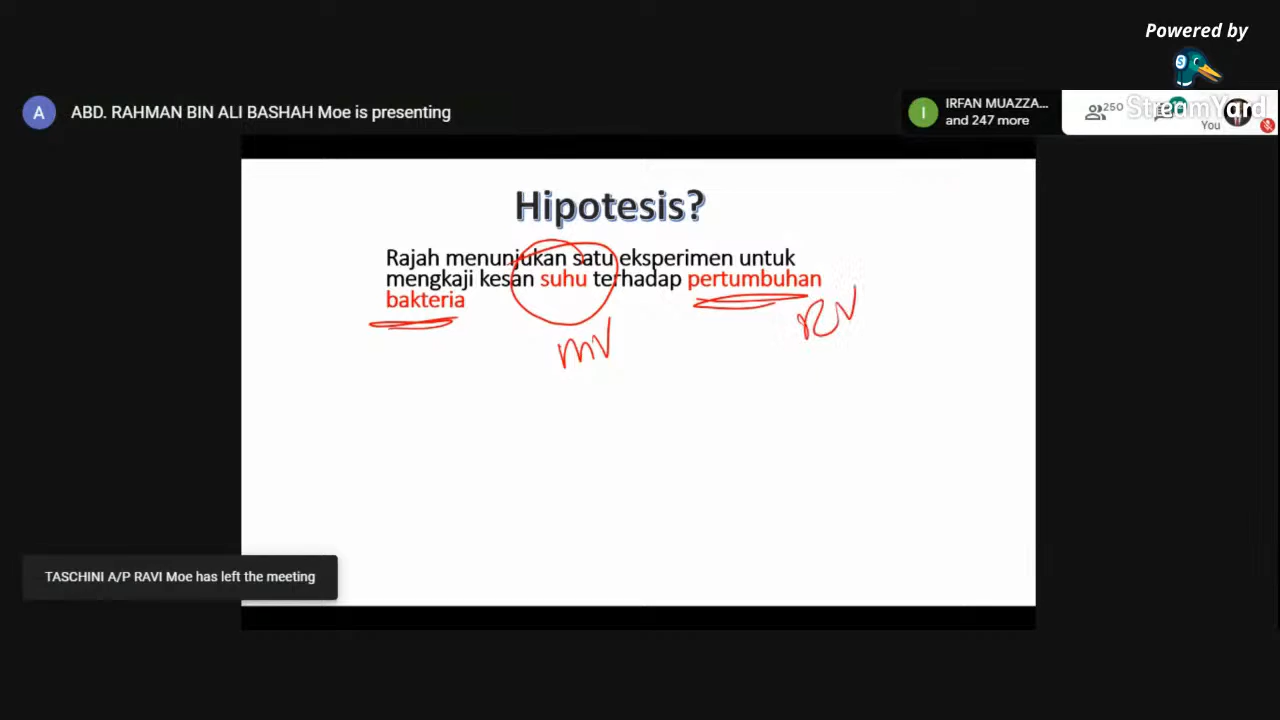 Powered by
StreamYard
A ABD. RAHMAN BIN ALI BASHAH Moe is presenting
I IRFAN MUAZZA...
and 247 more
250
You
Hipotesis?
Rajah menunjukan satu eksperimen untuk
mengkaji kesan suhu terhadap pertumbuhan
bakteria
RV
MV
TASCHINI A/P RAVI Moe has left the meeting